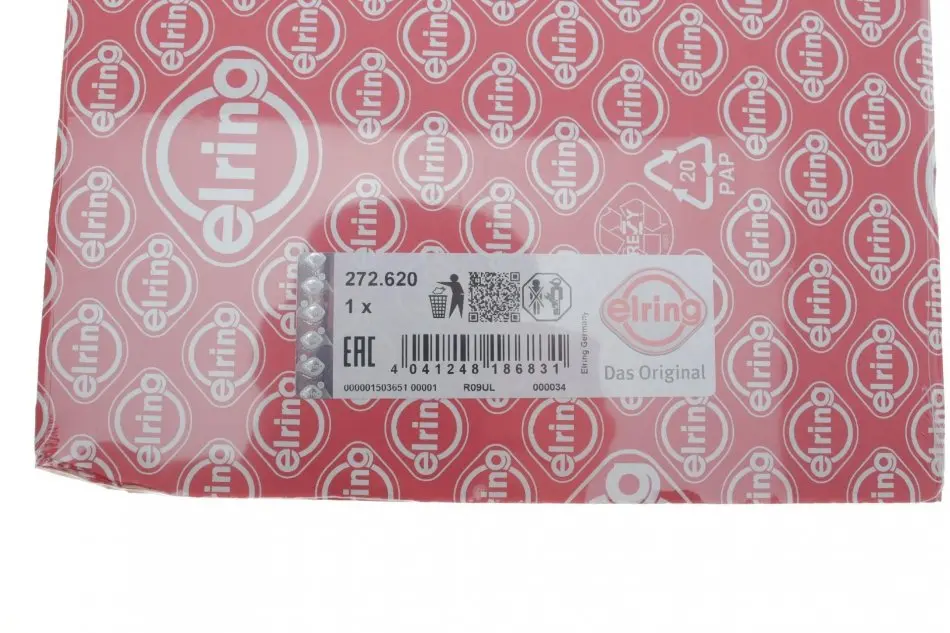 elring
20
PAP
REZY
272.620
1 x
EAC
4 041248 186831
000001503651 00001 R09UL 000034
Elring Germany
elring
Das Original